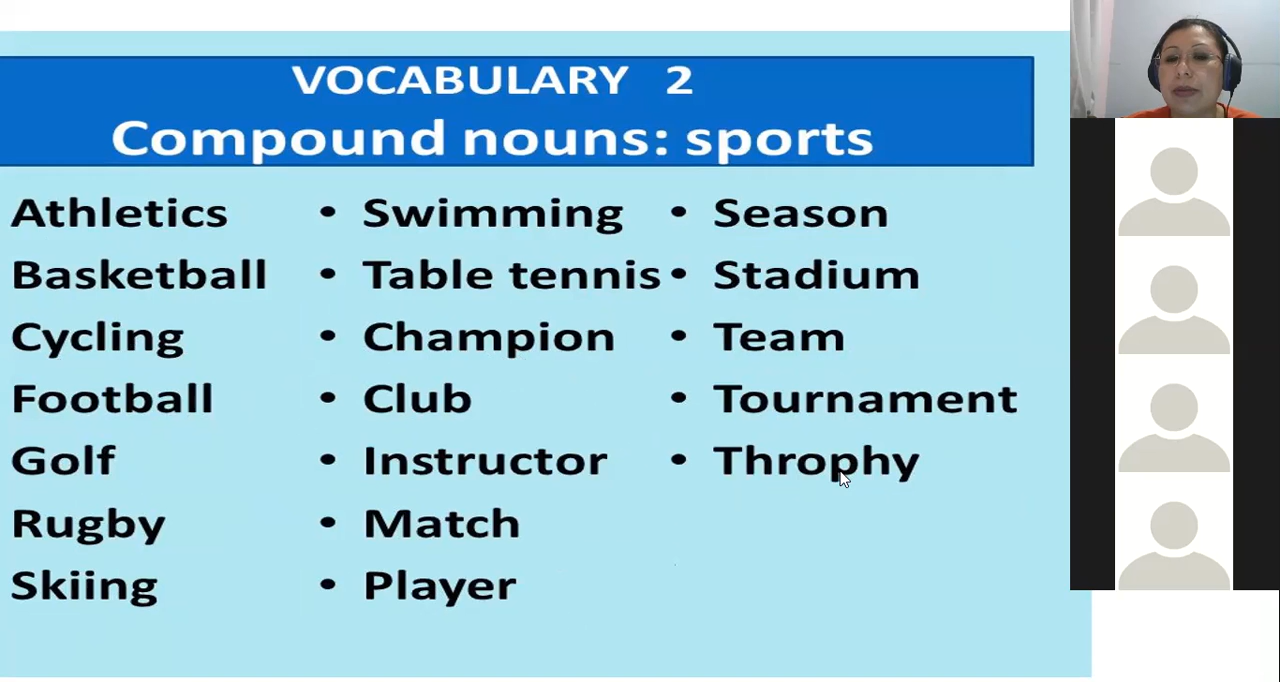 VOCABULARY 2
Compound nouns: sports
Athletics
Basketball
Cycling
Football
Golf
Rugby
Skiing
• Swimming
• Table tennis
• Champion
• Club
• Instructor
• Match
• Player
• Season
• Stadium
• Team
• Tournament
• Throphy